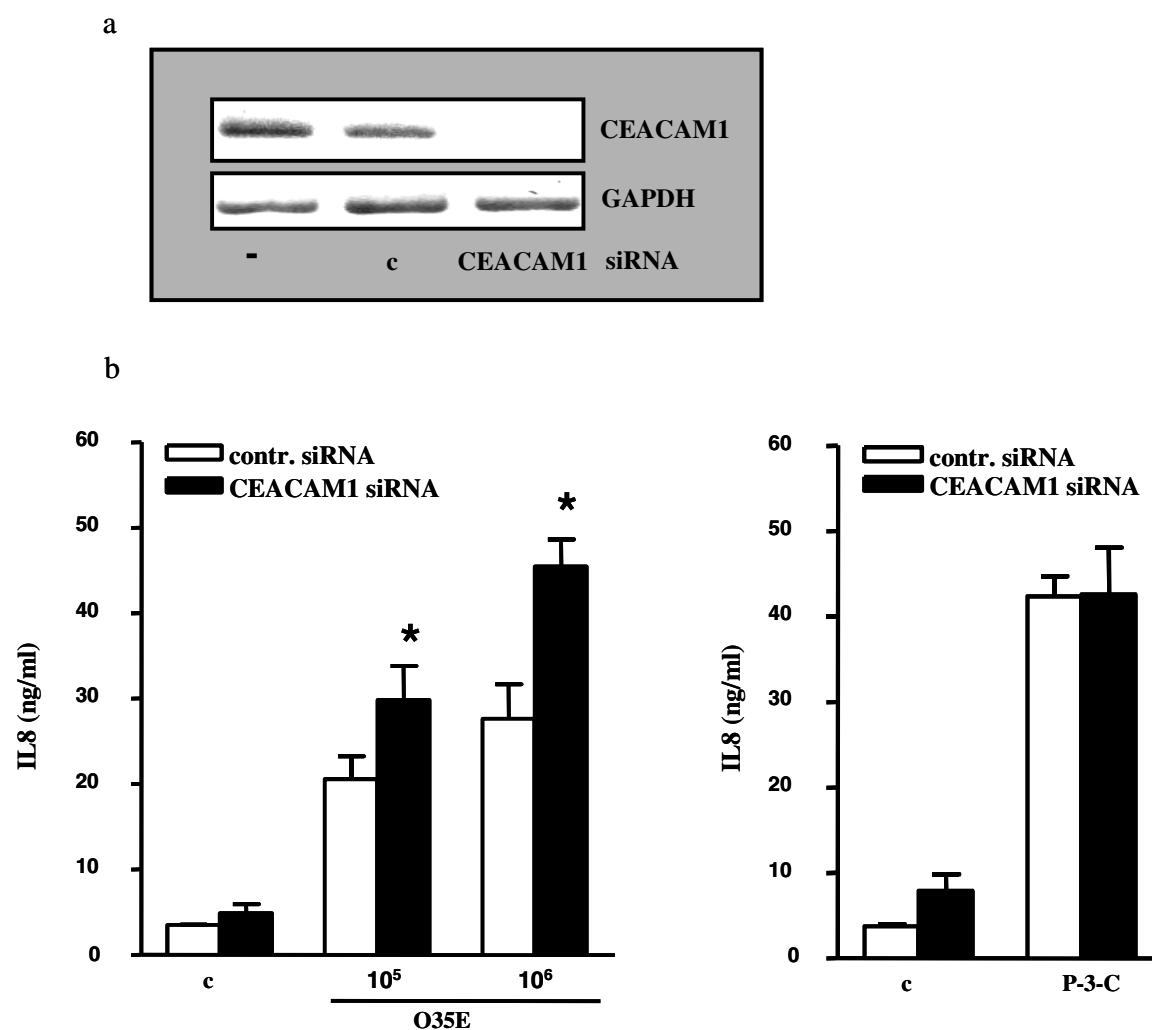 a
CEACAM1
GAPDH
- c CEACAM1 siRNA
b
60
50
40
30
20
10
0
IL8 (ng/ml)
contr. siRNA
CEACAM1 siRNA
*
*
c 10⁵ 10⁶
O35E
60
50
40
30
20
10
0
IL8 (ng/ml)
contr. siRNA
CEACAM1 siRNA
c P-3-C